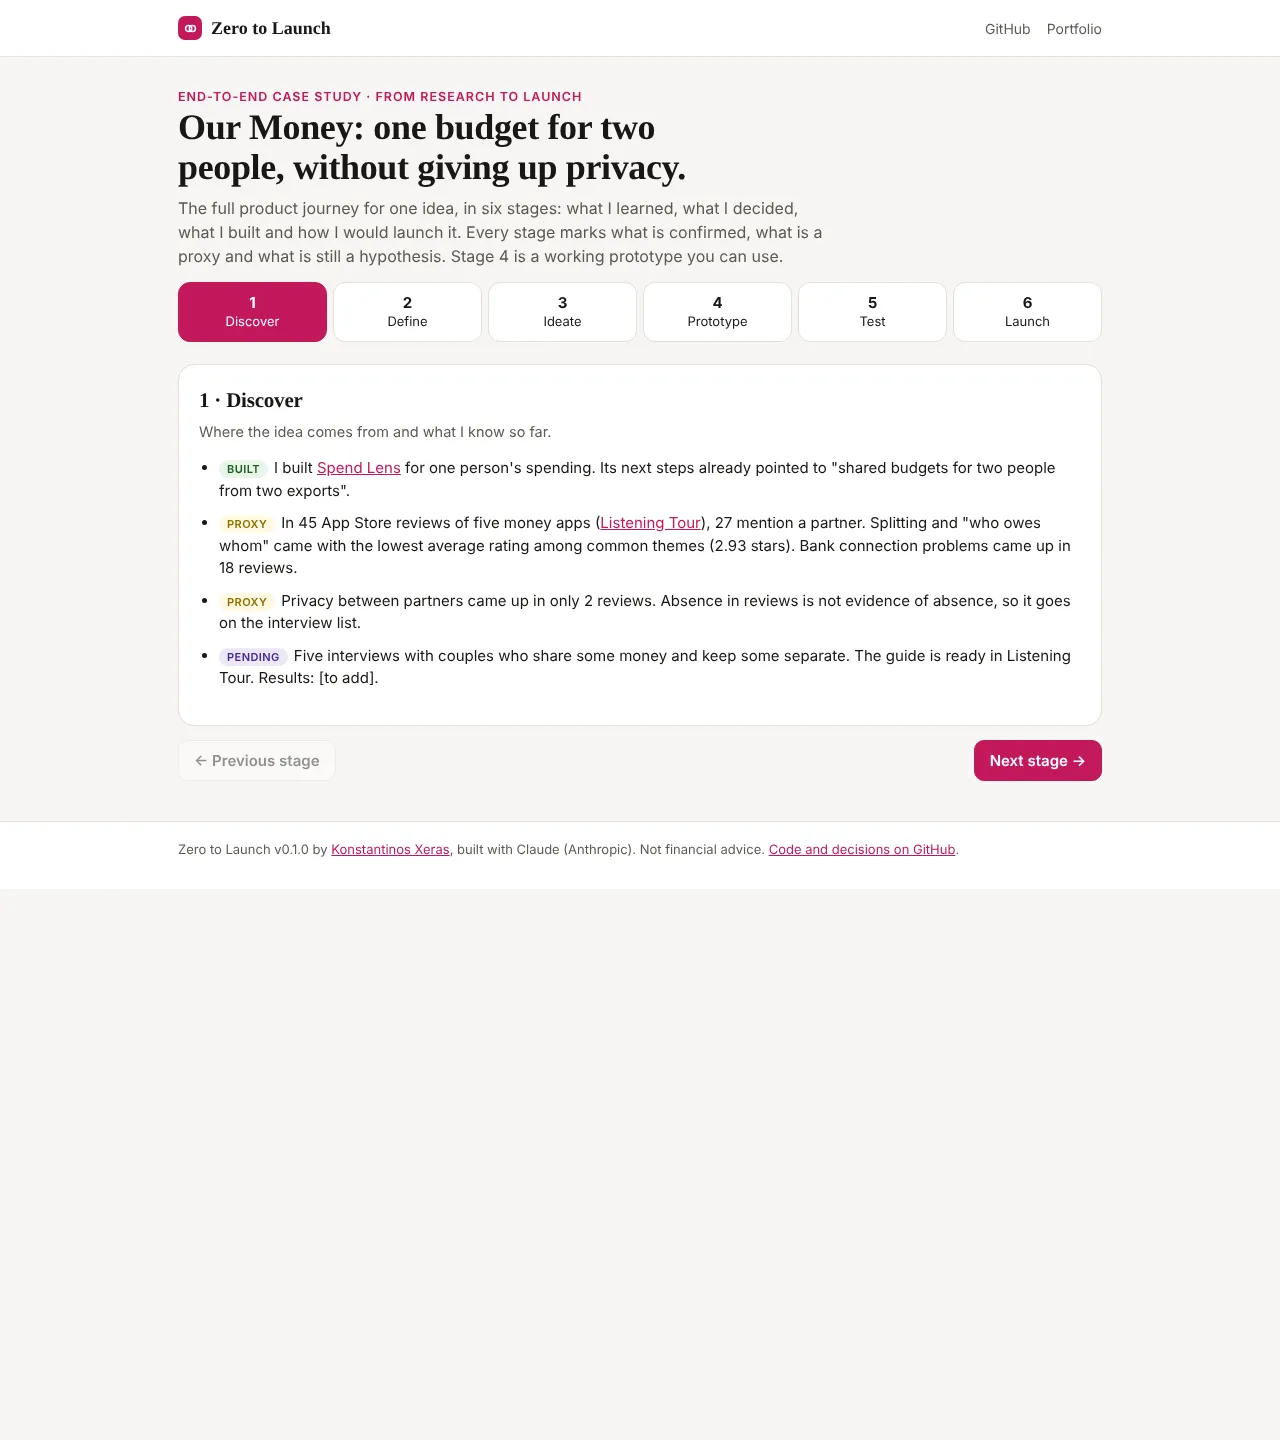 Zero to Launch
GitHub Portfolio
END-TO-END CASE STUDY · FROM RESEARCH TO LAUNCH
Our Money: one budget for two
people, without giving up privacy.
The full product journey for one idea, in six stages: what I learned, what I decided,
what I built and how I would launch it. Every stage marks what is confirmed, what is a
proxy and what is still a hypothesis. Stage 4 is a working prototype you can use.
1
Discover
2
Define
3
Ideate
4
Prototype
5
Test
6
Launch
1 · Discover
Where the idea comes from and what I know so far.
• BUILT I built Spend Lens for one person's spending. Its next steps already pointed to "shared budgets for two people
from two exports".
• PROXY In 45 App Store reviews of five money apps (Listening Tour), 27 mention a partner. Splitting and "who owes
whom" came with the lowest average rating among common themes (2.93 stars). Bank connection problems came up in
18 reviews.
• PROXY Privacy between partners came up in only 2 reviews. Absence in reviews is not evidence of absence, so it goes
on the interview list.
• PENDING Five interviews with couples who share some money and keep some separate. The guide is ready in Listening
Tour. Results: [to add].
← Previous stage
Next stage →
Zero to Launch v0.1.0 by Konstantinos Xeras, built with Claude (Anthropic). Not financial advice. Code and decisions on GitHub.